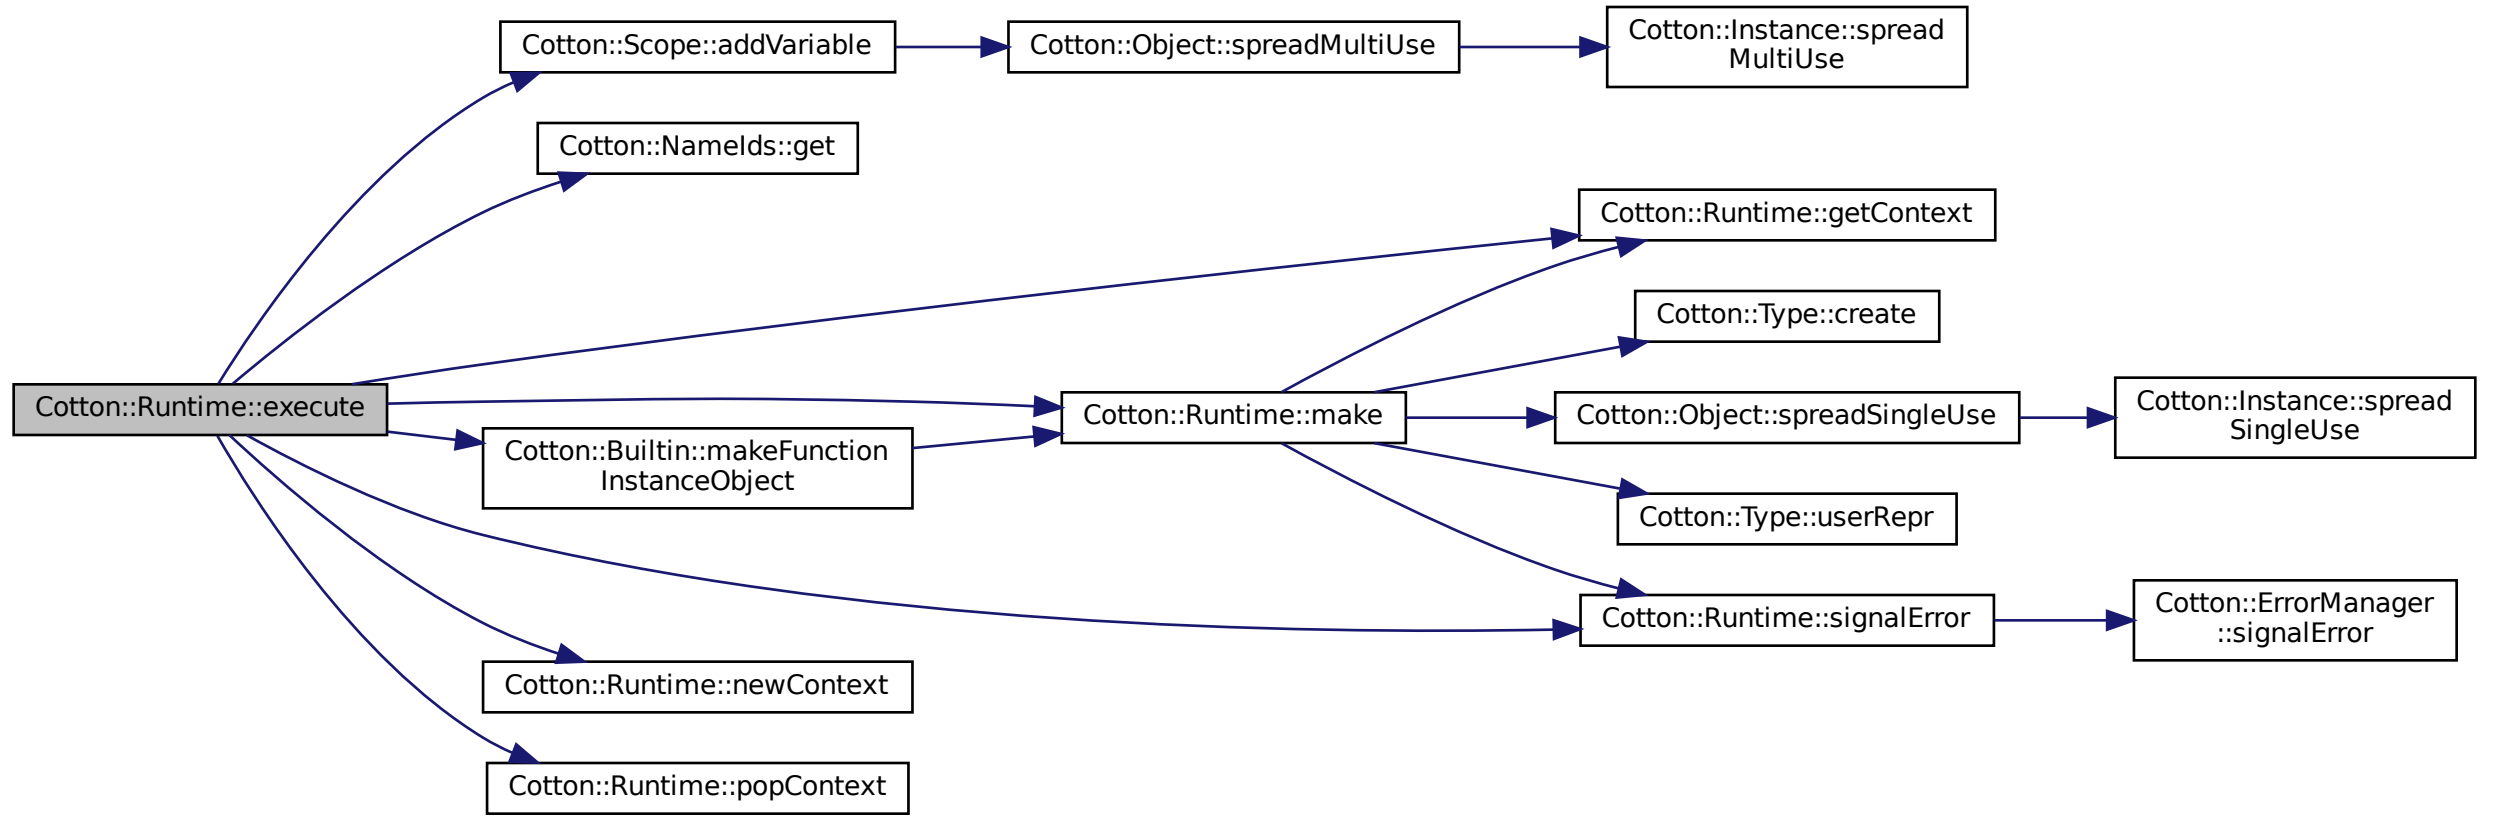 Cotton::Scope::addVariable
Cotton::Object::spreadMultiUse
Cotton::Instance::spread
MultiUse
Cotton::NameIds::get
Cotton::Runtime::getContext
Cotton::Type::create
Cotton::Runtime::execute
Cotton::Runtime::make
Cotton::Object::spreadSingleUse
Cotton::Instance::spread
SingleUse
Cotton::Builtin::makeFunction
InstanceObject
Cotton::Type::userRepr
Cotton::Runtime::signalError
Cotton::ErrorManager
::signalError
Cotton::Runtime::newContext
Cotton::Runtime::popContext